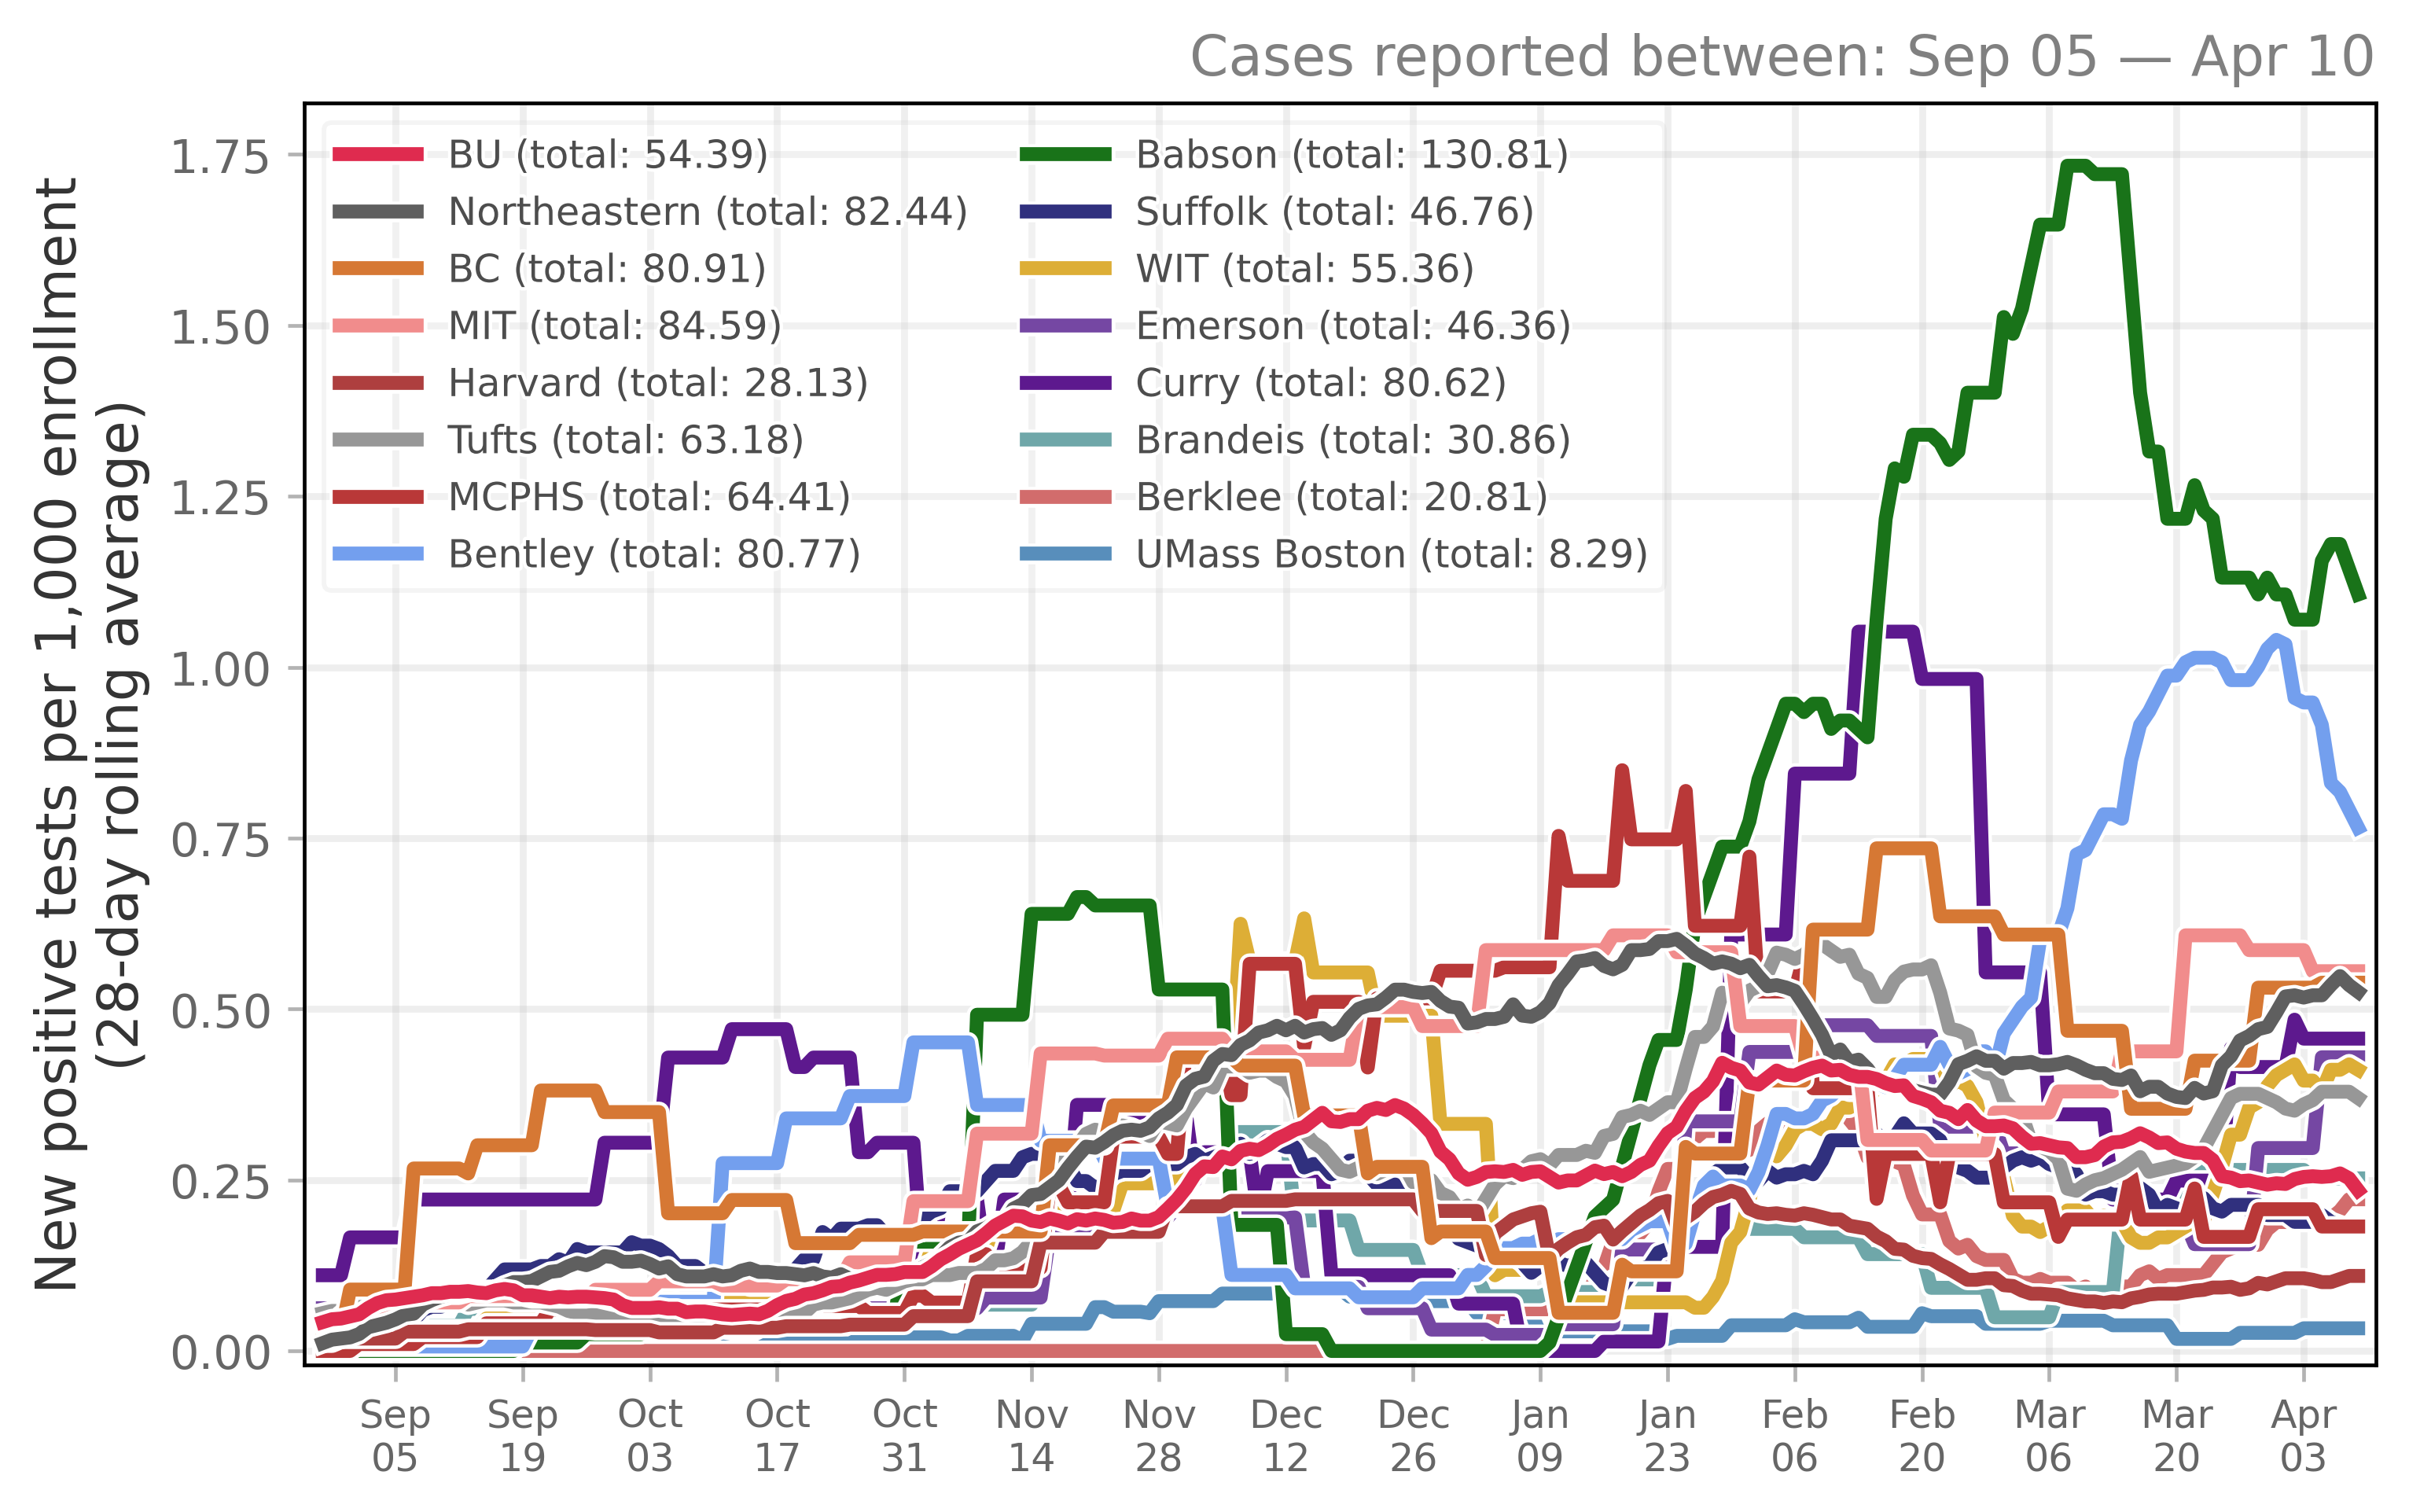 Cases reported between: Sep 05 — Apr 10
New positive tests per 1,000 enrollment
(28-day rolling average)
1.75
1.50
1.25
1.00
0.75
0.50
0.25
0.00
BU (total: 54.39)
Northeastern (total: 82.44)
BC (total: 80.91)
MIT (total: 84.59)
Harvard (total: 28.13)
Tufts (total: 63.18)
MCPHS (total: 64.41)
Bentley (total: 80.77)
Babson (total: 130.81)
Suffolk (total: 46.76)
WIT (total: 55.36)
Emerson (total: 46.36)
Curry (total: 80.62)
Brandeis (total: 30.86)
Berklee (total: 20.81)
UMass Boston (total: 8.29)
Sep Sep Oct Oct Oct Nov Nov Dec Dec Jan Jan Feb Feb Mar Mar Apr
05 19 03 17 31 14 28 12 26 09 23 06 20 06 20 03